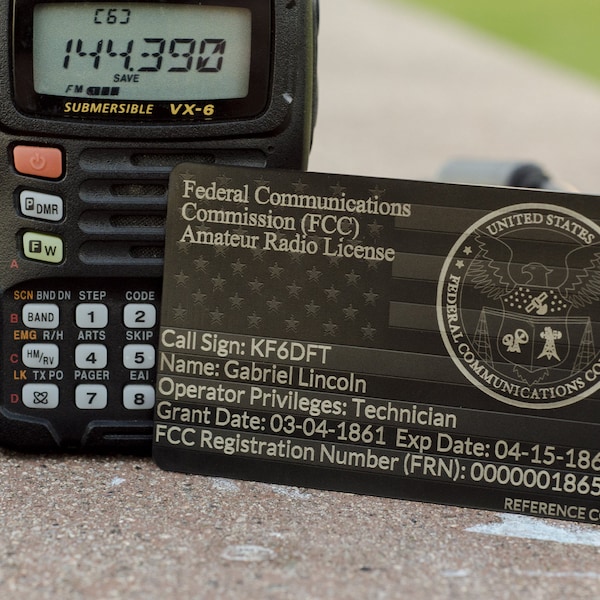 [6]
144.390
SAVE
FM
SUBMERSIBLE VX-6
P DMR
F W
A
SCN BND DN STEP CODE
B BAND 1 2
EMG R/H ARTS SKIP
C HM/RV 4 5
LK TX PO PAGER EAI
D 7 8
Federal Communications
Commission (FCC)
Amateur Radio License
UNITED STATES
FEDERAL COMMUNICATIONS CO
Call Sign: KF6DFT
Name: Gabriel Lincoln
Operator Privileges: Technician
Grant Date: 03-04-1861 Exp Date: 04-15-186
FCC Registration Number (FRN): 0000001865
REFERENCE CO